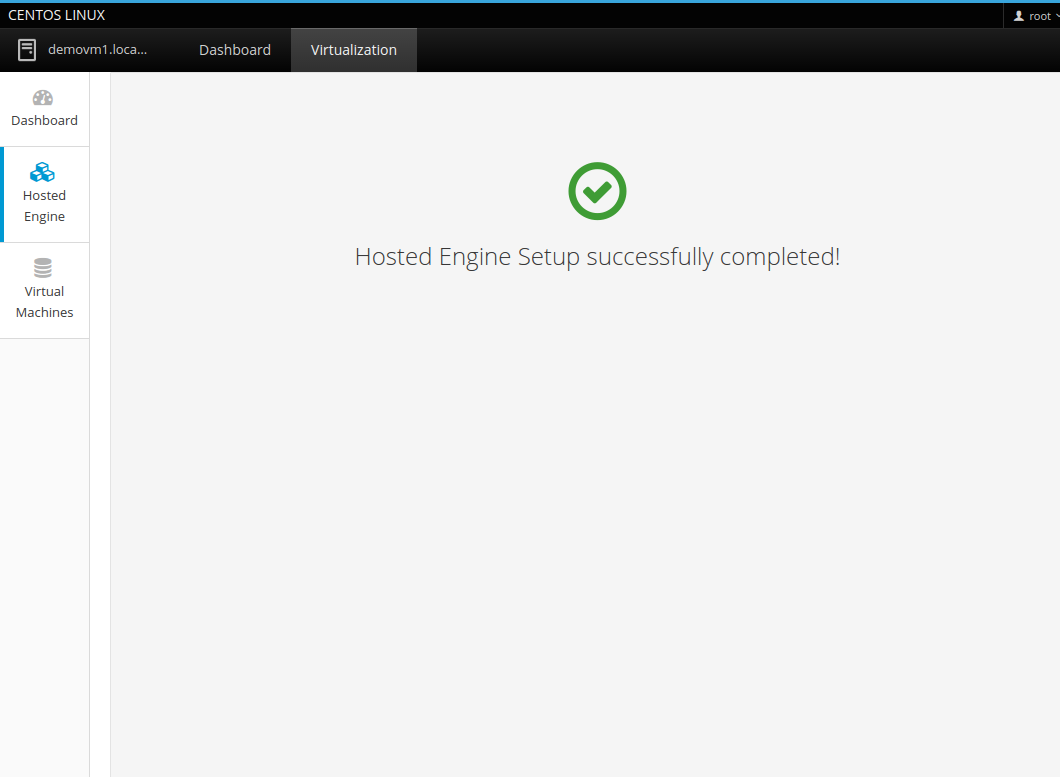 CENTOS LINUX
root
demovm1.loca...
Dashboard
Virtualization
Dashboard
Hosted
Engine
Virtual
Machines
Hosted Engine Setup successfully completed!